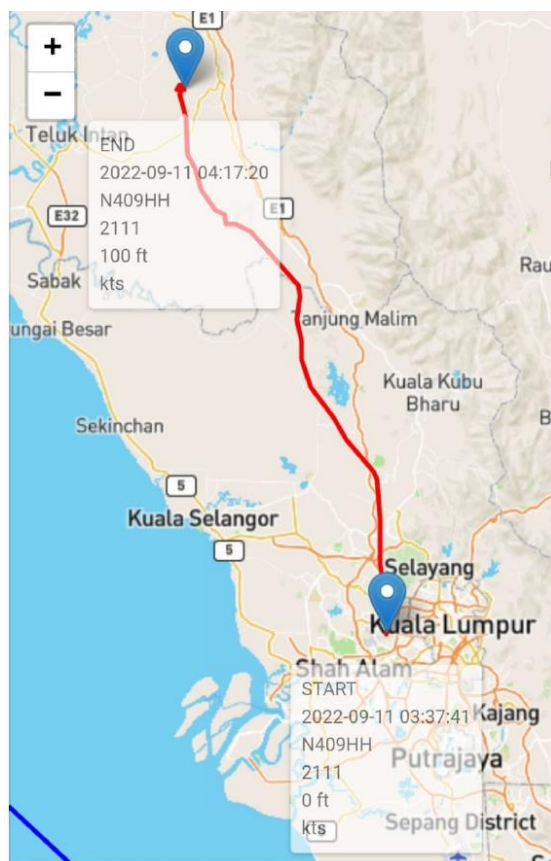 +
E1
−
Teluk Intan
END
2022-09-11 04:17:20
N409HH
2111
100 ft
kts
E32
E1
Sabak
Rau
ungai Besar
Tanjung Malim
Kuala Kubu
Bharu
B
Sekinchan
5
Kuala Selangor
5
Selayang
Kuala Lumpur
Shah Alam
START
2022-09-11 03:37:41
Kajang
N409HH
2111
Putrajaya
0 ft
kts
S
Sepang District